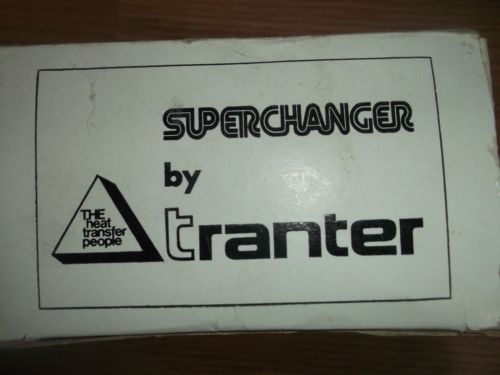 SUPERCHANGER
by
tranter
THE
heat
transfer
people